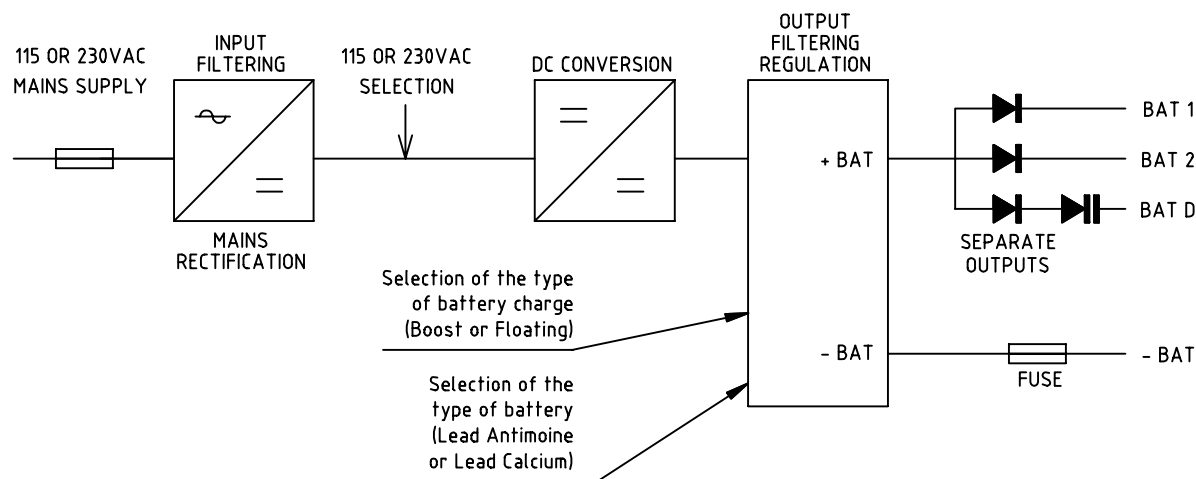 115 OR 230VAC
MAINS SUPPLY
INPUT
FILTERING
MAINS
RECTIFICATION
115 OR 230VAC
SELECTION
DC CONVERSION
OUTPUT
FILTERING
REGULATION
+ BAT
- BAT
BAT 1
BAT 2
BAT D
SEPARATE
OUTPUTS
FUSE
- BAT
Selection of the type
of battery charge
(Boost or Floating)
Selection of the
type of battery
(Lead Antimoine
or Lead Calcium)